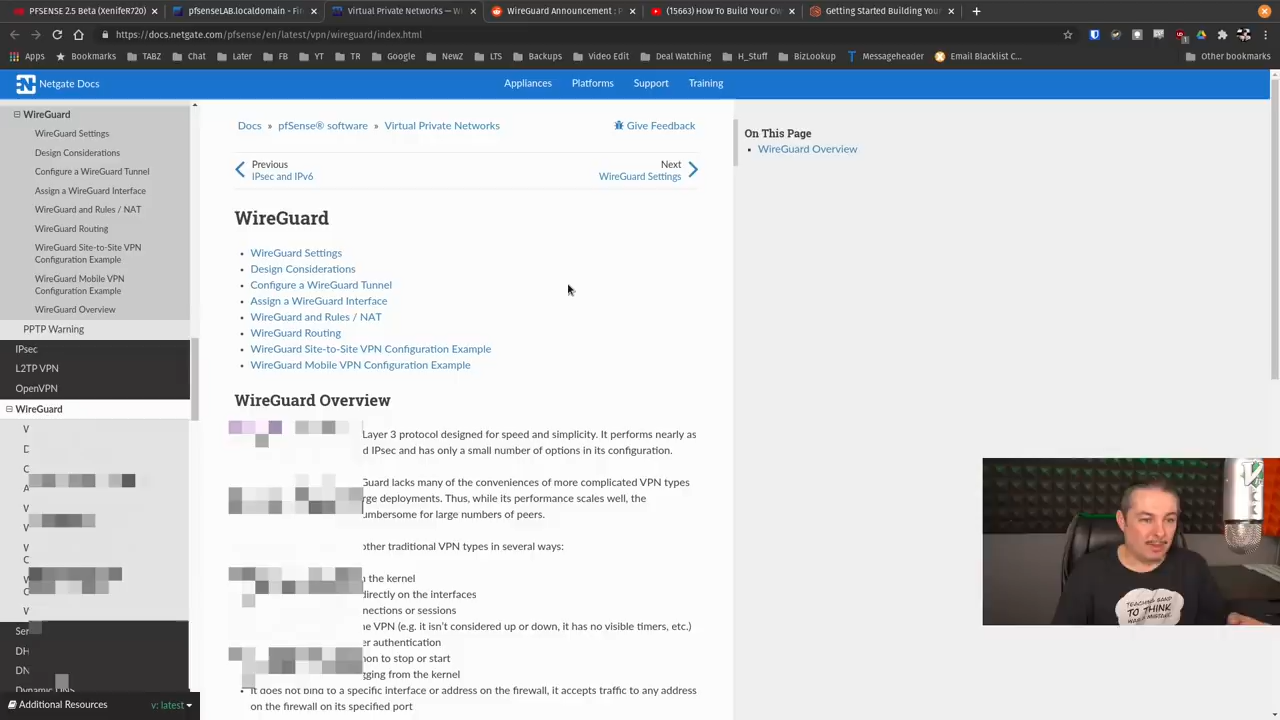 PFSENSE 2.5 Beta (XenifeR720)
pfsenseLAB.localdomain - Fi
Virtual Private Networks —
WireGuard Announcement :
(15663) How To Build Your Ow
Getting Started Building Your
https://docs.netgate.com/pfsense/en/latest/vpn/wireguard/index.html
Apps
Bookmarks
TABZ
Chat
Later
FB
YT
TR
Google
NewZ
LTS
Backups
Video Edit
Deal Watching
H_Stuff
BizLookup
Messageheader
Email Blacklist C...
Other bookmarks
Netgate Docs
Appliances
Platforms
Support
Training
WireGuard
WireGuard Settings
Design Considerations
Configure a WireGuard Tunnel
Assign a WireGuard Interface
WireGuard and Rules / NAT
WireGuard Routing
WireGuard Site-to-Site VPN
Configuration Example
WireGuard Mobile VPN
Configuration Example
WireGuard Overview
PPTP Warning
IPsec
L2TP VPN
OpenVPN
WireGuard
Additional Resources
v: latest
Docs » pfSense® software » Virtual Private Networks
Give Feedback
Previous
IPsec and IPv6
Next
WireGuard Settings
WireGuard
• WireGuard Settings
• Design Considerations
• Configure a WireGuard Tunnel
• Assign a WireGuard Interface
• WireGuard and Rules / NAT
• WireGuard Routing
• WireGuard Site-to-Site VPN Configuration Example
• WireGuard Mobile VPN Configuration Example
WireGuard Overview
Layer 3 protocol designed for speed and simplicity. It performs nearly as
d IPsec and has only a small number of options in its configuration.
Guard lacks many of the conveniences of more complicated VPN types
rge deployments. Thus, while its performance scales well, the
umbersome for large numbers of peers.
other traditional VPN types in several ways:
the kernel
directly on the interfaces
nections or sessions
he VPN (e.g. it isn't considered up or down, it has no visible timers, etc.)
er authentication
to stop or start
gging from the kernel
• It does not bind to a specific interface or address on the firewall, it accepts traffic to any address
on the firewall on its specified port
On This Page
• WireGuard Overview
TO THINK